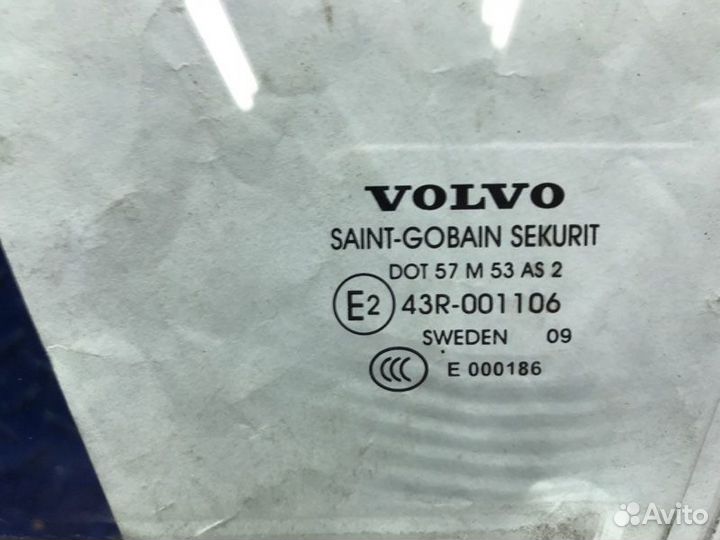 VOLVO
SAINT-GOBAIN SEKURIT
DOT 57 M 53 AS 2
E2 43R-001106
SWEDEN 09
CCC E 000186
Avito